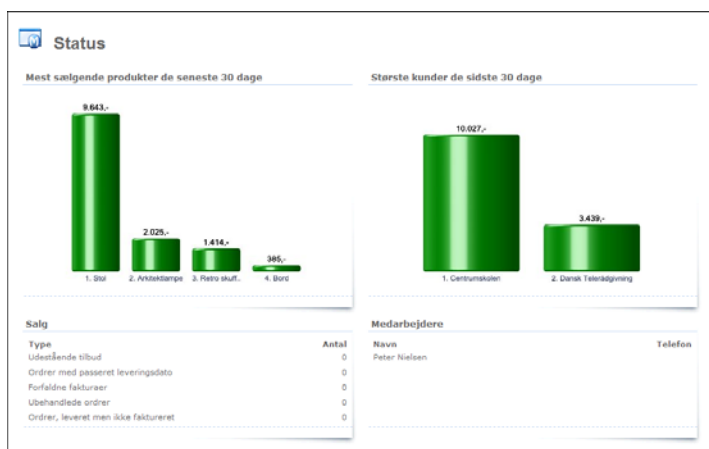 Status
Mest sælgende produkter de seneste 30 dage
9.643,-
2.025,-
1.414,-
385,-
1. Stol
2. Arkitektlampe
3. Retro skuff..
4. Bord
Største kunder de sidste 30 dage
10.027,-
3.439,-
1. Centrumskolen
2. Dansk Telerådgivning
Salg
Type Antal
Udestående tilbud 0
Ordrer med passeret leveringsdato 0
Forfaldne fakturaer 0
Ubehandlede ordrer 0
Ordrer, leveret men ikke faktureret 0
Medarbejdere
Navn Telefon
Peter Nielsen